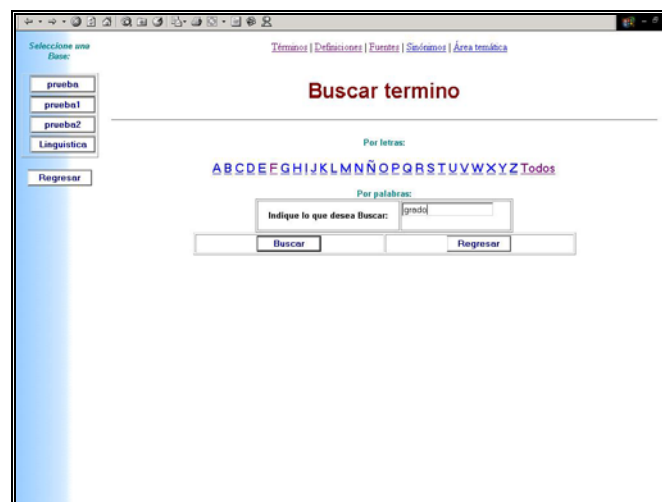 Seleccione una
Base:
prueba
prueba1
prueba2
Linguistica
Regresar
Términos | Definiciones | Fuentes | Sinónimos | Área temática
Buscar termino
Por letras:
A B C D E F G H I J K L M N Ñ O P Q R S T U V W X Y Z Todos
Por palabras:
Indique lo que desea Buscar: grado
Buscar Regresar